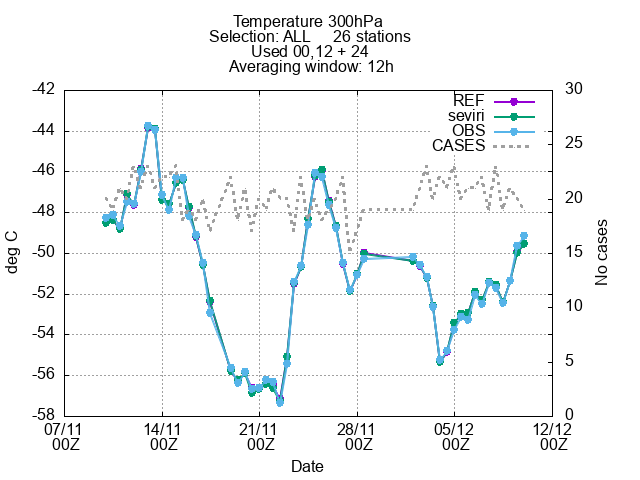 Temperature 300hPa
Selection: ALL 26 stations
Used 00,12 + 24
Averaging window: 12h
REF
seviri
OBS
CASES
deg C
-42
-44
-46
-48
-50
-52
-54
-56
-58
No cases
30
25
20
15
10
5
0
07/11 14/11 21/11 28/11 05/12 12/12
00Z 00Z 00Z 00Z 00Z 00Z
Date